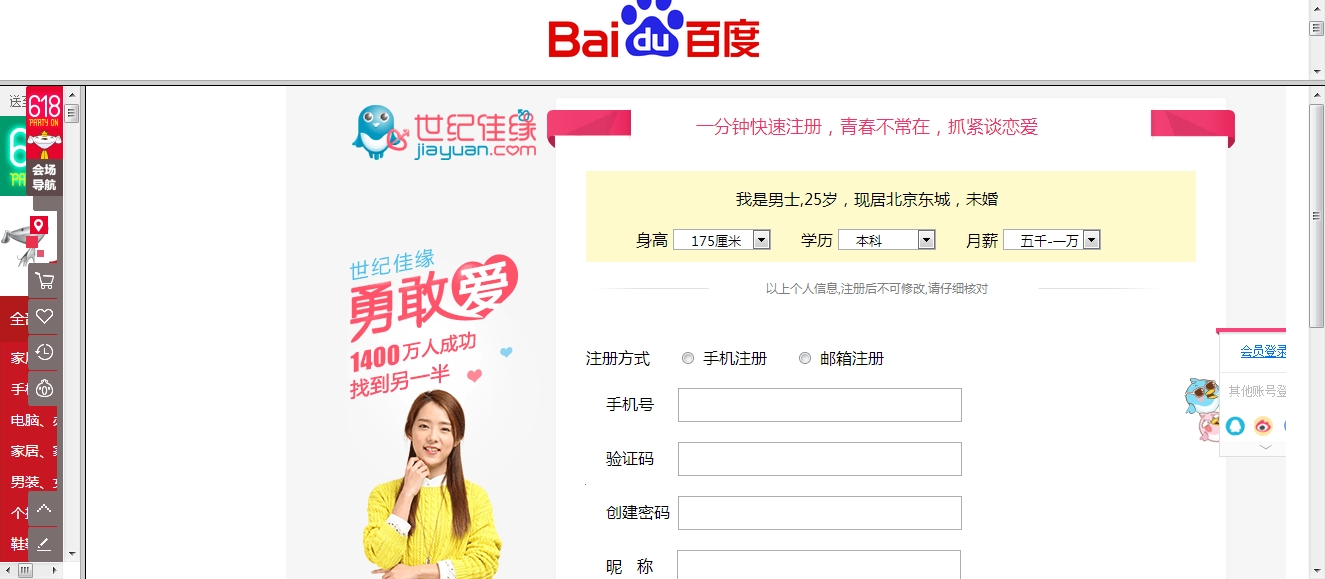 Bai du 百度
618
PARTY ON
会场
导航
全
家
手
电脑、
家居、
男装、
个
鞋
世纪佳缘
jiayuan.com
世纪佳缘
勇敢爱
1400万人成功
找到另一半
一分钟快速注册，青春不常在，抓紧谈恋爱
我是男士,25岁，现居北京东城，未婚
身高 175厘米 学历 本科 月薪 五千-一万
以上个人信息,注册后不可修改,请仔细核对
注册方式 手机注册 邮箱注册
手机号
验证码
创建密码
昵 称
会员登录
其他账号登